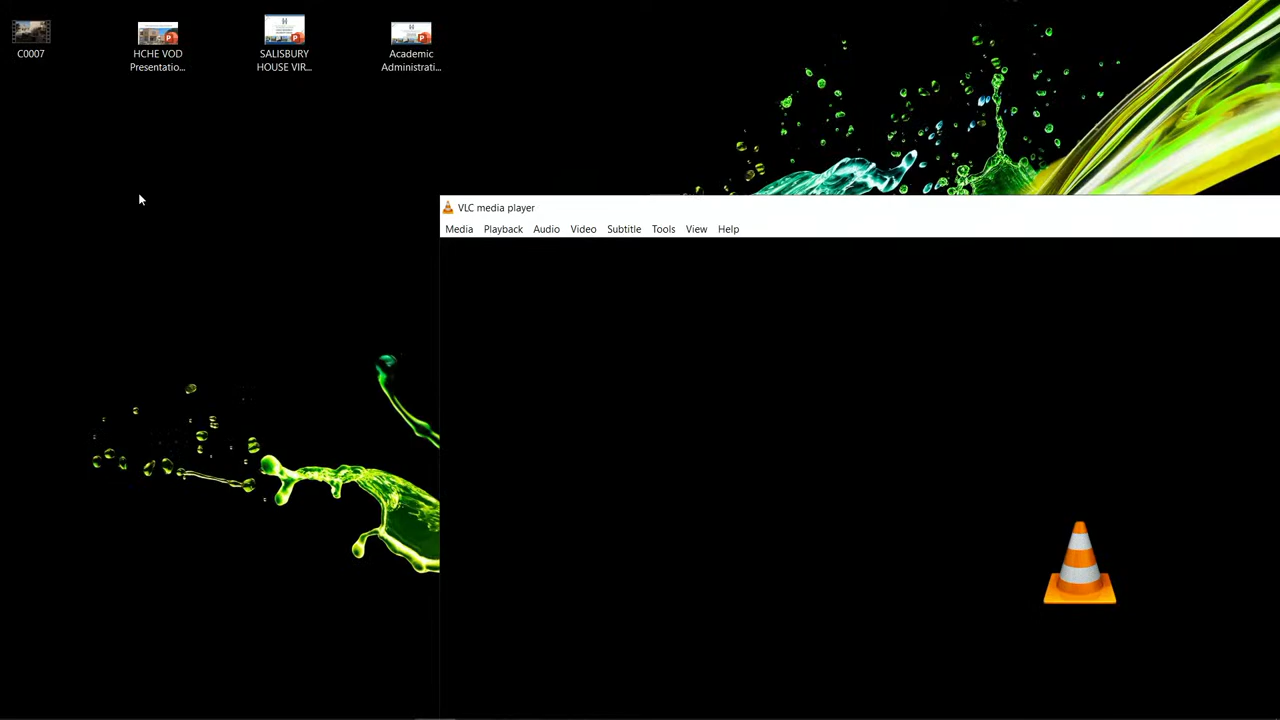 C0007
HCHE VOD
Presentatio...
SALISBURY
HOUSE VIR...
Academic
Administrati...
VLC media player
Media Playback Audio Video Subtitle Tools View Help